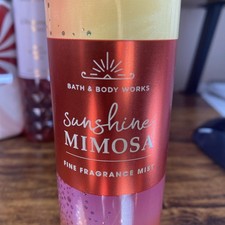 BATH & BODY WORKS
Sunshine
MIMOSA
FINE FRAGRANCE MIST